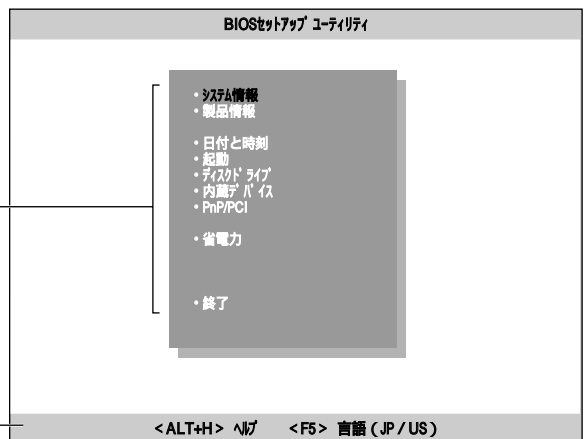 BIOSセットアップ ユーティリティ
・システム情報
・製品情報
・日付と時刻
・起動
・ディスクドライブ
・内蔵デバイス
・PnP/PCI
・省電力
・終了
<ALT+H> ヘルプ <F5> 言語 ( JP / US )